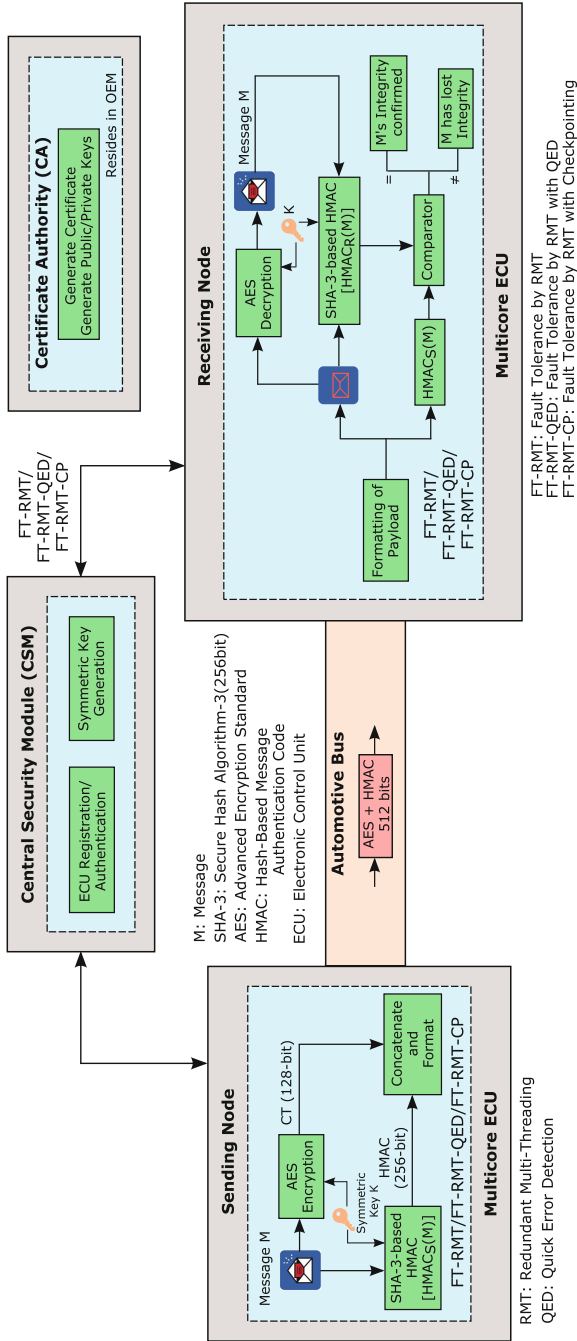 Certificate Authority (CA)
Generate Certificate
Generate Public/Private Keys
Resides in OEM
Central Security Module (CSM)
ECU Registration/
Authentication
Symmetric Key
Generation
FT-RMT/
FT-RMT-QED/
FT-RMT-CP
M: Message
SHA-3: Secure Hash Algorithm-3(256bit)
AES: Advanced Encryption Standard
HMAC: Hash-Based Message
Authentication Code
ECU: Electronic Control Unit
Sending Node
Message M
AES
Encryption
CT (128-bit)
Symmetric
Key K
SHA-3-based
HMAC
[HMACS(M)]
HMAC
(256-bit)
Concatenate
and
Format
FT-RMT/FT-RMT-QED/FT-RMT-CP
Multicore ECU
RMT: Redundant Multi-Threading
QED: Quick Error Detection
Automotive Bus
AES + HMAC
512 bits
Receiving Node
Formatting of
Payload
FT-RMT/
FT-RMT-QED/
FT-RMT-CP
AES
Decryption
Message M
K
SHA-3-based HMAC
[HMACR(M)]
HMACS(M)
Comparator
=
≠
M's Integrity
confirmed
M has lost
Integrity
Multicore ECU
FT-RMT: Fault Tolerance by RMT
FT-RMT-QED: Fault Tolerance by RMT with QED
FT-RMT-CP: Fault Tolerance by RMT with Checkpointing